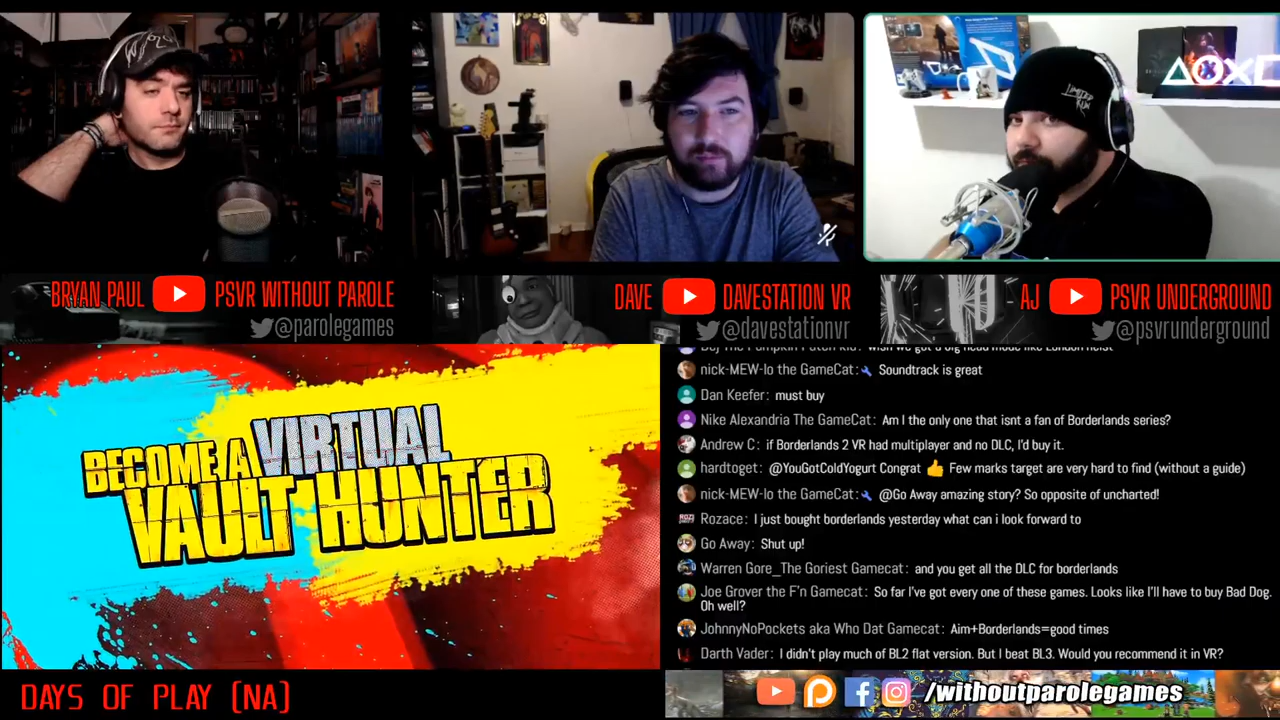 BRYAN PAUL PSVR WITHOUT PAROLE
@parolegames
DAVE DAVESTATION VR
@davestationvr
AJ PSVR UNDERGROUND
@psvrunderground
BECOME A VIRTUAL
VAULT HUNTER
nick-MEW-lo the GameCat: Soundtrack is great
Dan Keefer: must buy
Nike Alexandria The GameCat: Am I the only one that isnt a fan of Borderlands series?
Andrew C: if Borderlands 2 VR had multiplayer and no DLC, I'd buy it.
hardtoget: @YouGotColdYogurt Congrat 👍 Few marks target are very hard to find (without a guide)
nick-MEW-lo the GameCat: @Go Away amazing story? So opposite of uncharted!
Rozace: I just bought borderlands yesterday what can i look forward to
Go Away: Shut up!
Warren Gore_The Goriest Gamecat: and you get all the DLC for borderlands
Joe Grover the F'n Gamecat: So far I've got every one of these games. Looks like I'll have to buy Bad Dog.
Oh well?
JohnnyNoPockets aka Who Dat Gamecat: Aim+Borderlands=good times
Darth Vader: I didn't play much of BL2 flat version. But I beat BL3. Would you recommend it in VR?
DAYS OF PLAY [NA]
/withoutparolegames